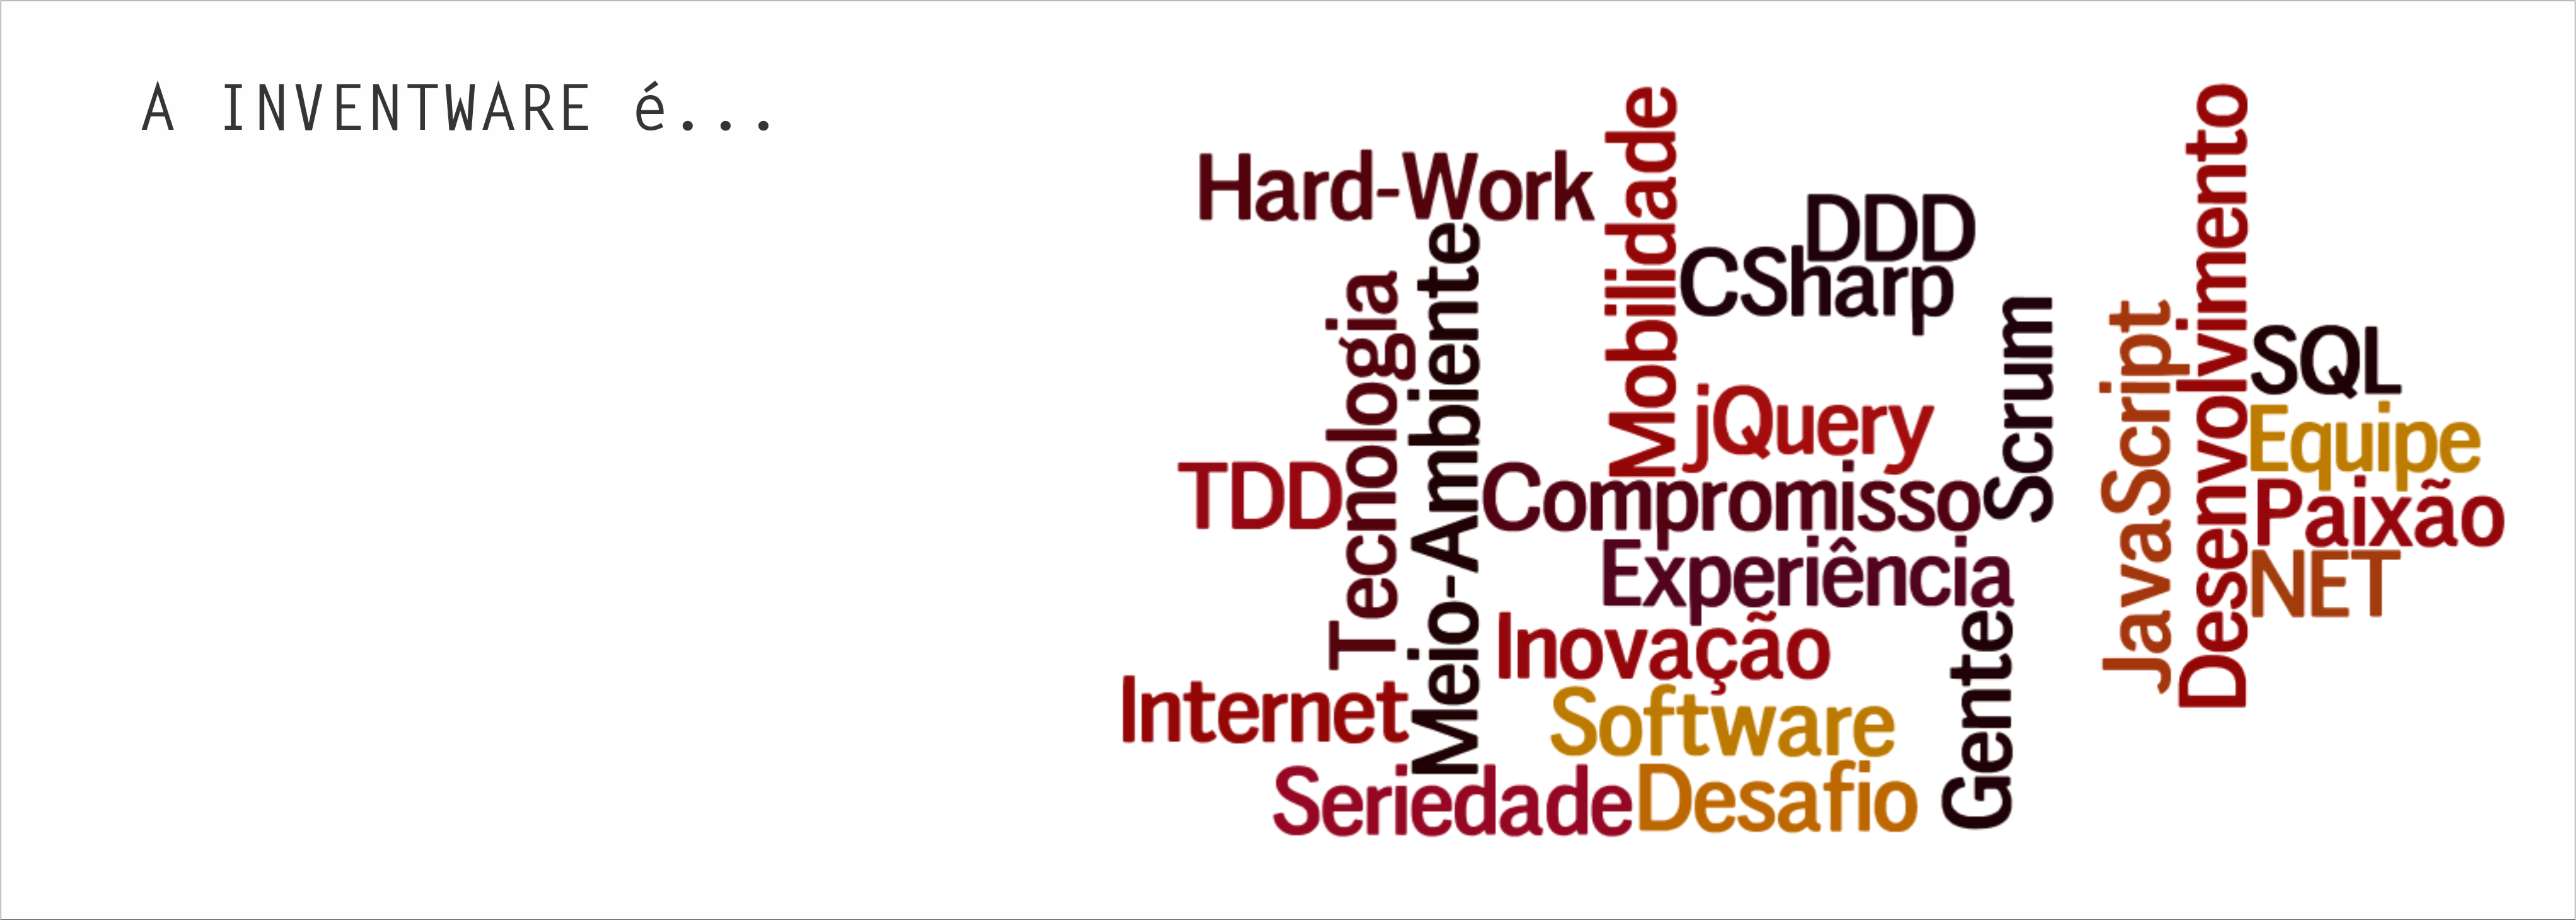 A INVENTWARE é...
Hard-Work
Mobilidade
DDD
CSharp
Desenvolvimento
Tecnologia
Meio-Ambiente
Scrum
JavaScript
SQL
jQuery
Equipe
TDD
Compromisso
Paixão
Experiência
NET
Inovação
Gente
Internet
Software
Seriedade
Desafio